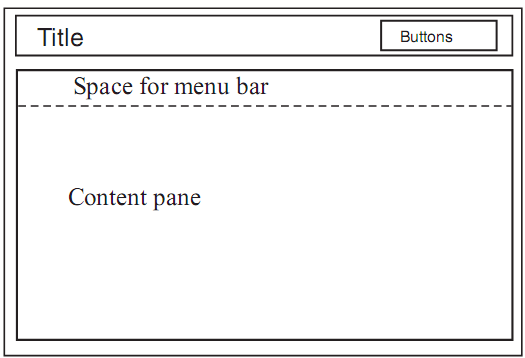 Title
Buttons
Space for menu bar
Content pane